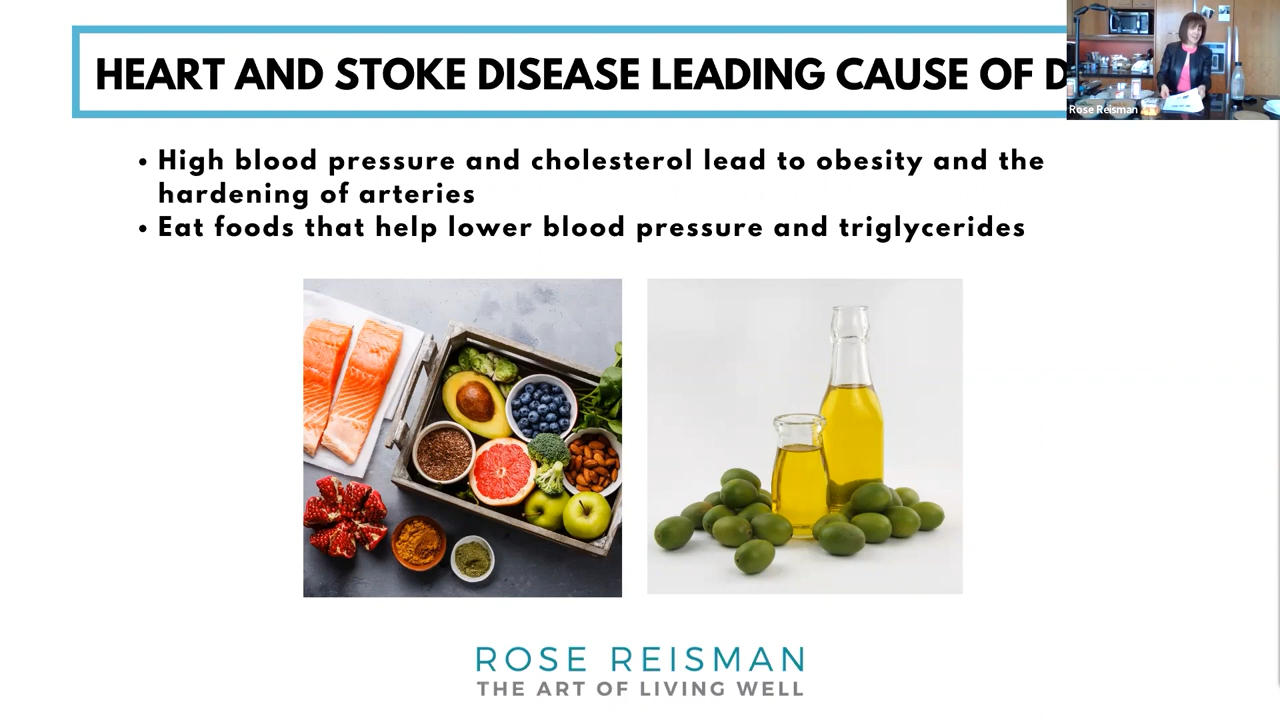 HEART AND STOKE DISEASE LEADING CAUSE OF
Rose Reisman
• High blood pressure and cholesterol lead to obesity and the
hardening of arteries
• Eat foods that help lower blood pressure and triglycerides
ROSE REISMAN
THE ART OF LIVING WELL